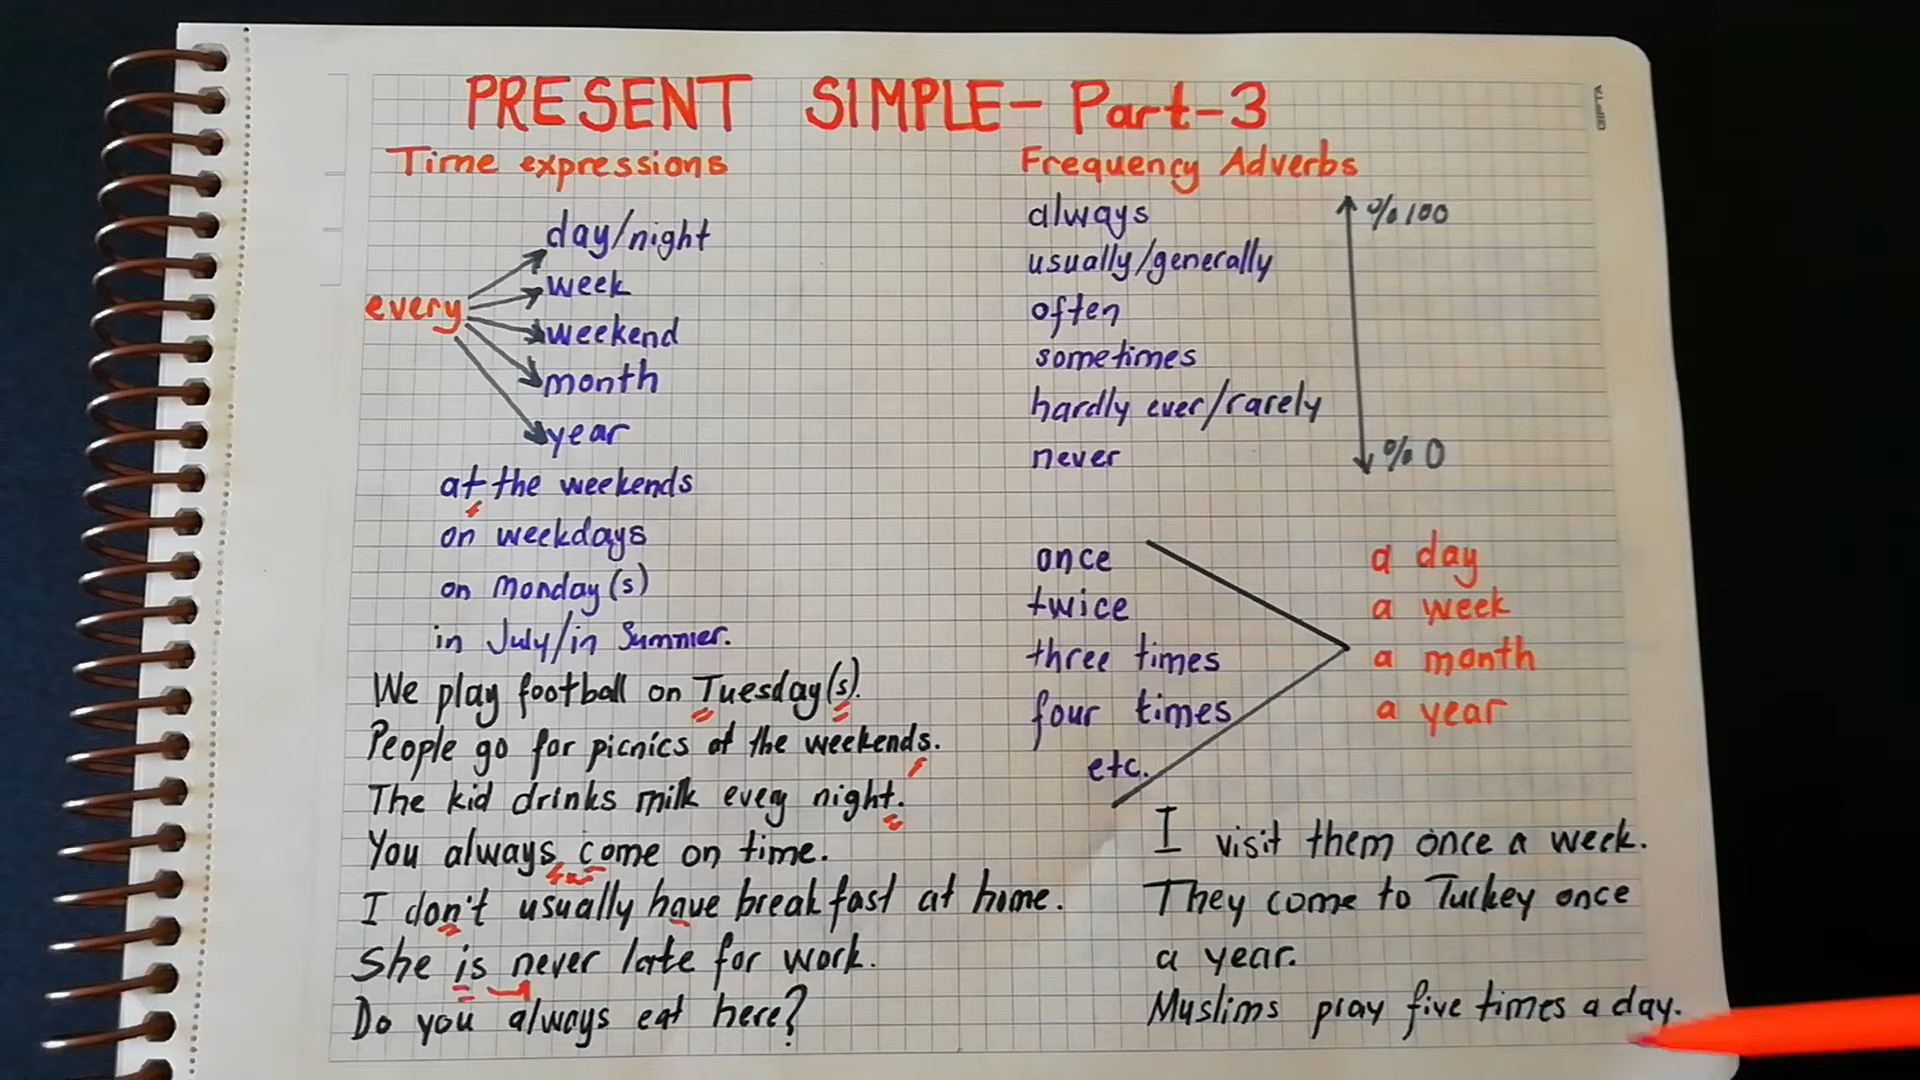 PRESENT SIMPLE - Part-3
GIPTA
Time expressions
every
day/night
week
weekend
month
year
at the weekends
on weekdays
on Monday(s)
in July/in Summer.
We play football on Tuesday(s).
People go for picnics at the weekends.
The kid drinks milk every night.
You always come on time.
I don't usually have breakfast at home.
She is never late for work.
Do you always eat here?
Frequency Adverbs
always
usually/generally
often
sometimes
hardly ever/rarely
never
%100
%0
once
twice
three times
four times
etc.
a day
a week
a month
a year
I visit them once a week.
They come to Turkey once
a year.
Muslims pray five times a day.